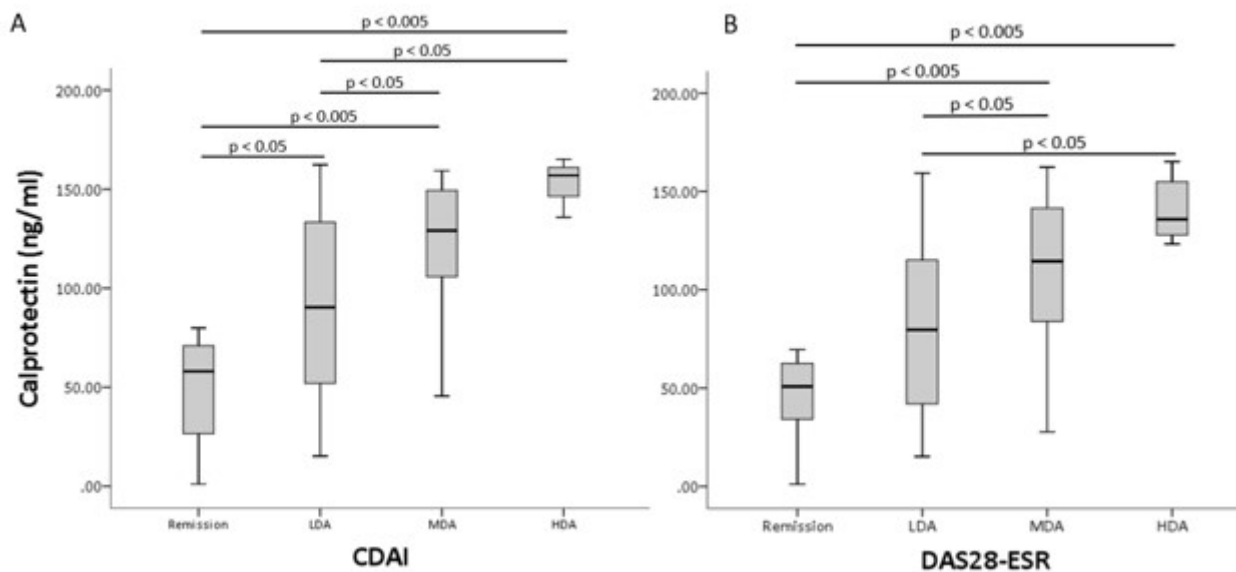 A
p < 0.005
p < 0.05
p < 0.05
p < 0.005
p < 0.05
200.00
150.00
100.00
50.00
.00
Calprotectin (ng/ml)
Remission LDA MDA HDA
CDAI
B
p < 0.005
p < 0.005
p < 0.05
p < 0.05
200.00
150.00
100.00
50.00
.00
Remission LDA MDA HDA
DAS28-ESR